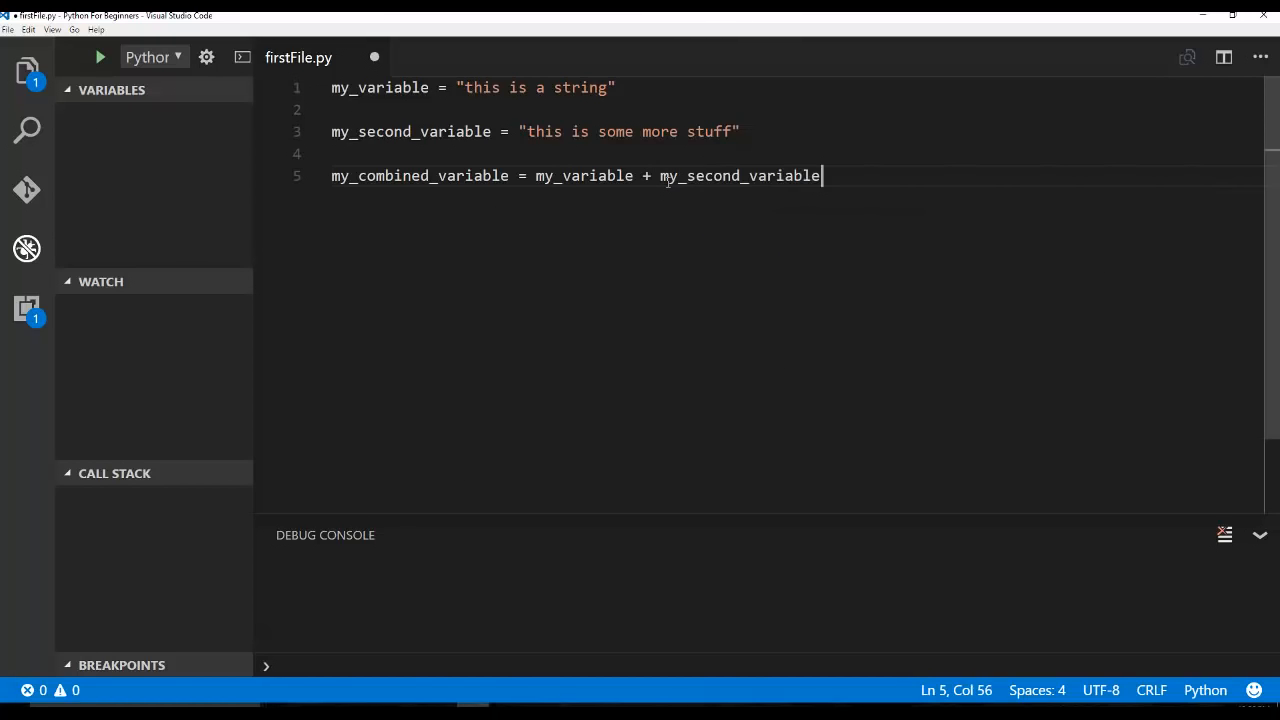 firstFile.py - Python For Beginners - Visual Studio Code
File Edit View Go Help
Python
firstFile.py
1
VARIABLES
1 my_variable = "this is a string"
2
3 my_second_variable = "this is some more stuff"
4
5 my_combined_variable = my_variable + my_second_variable
WATCH
1
CALL STACK
DEBUG CONSOLE
BREAKPOINTS
0 0
Ln 5, Col 56 Spaces: 4 UTF-8 CRLF Python